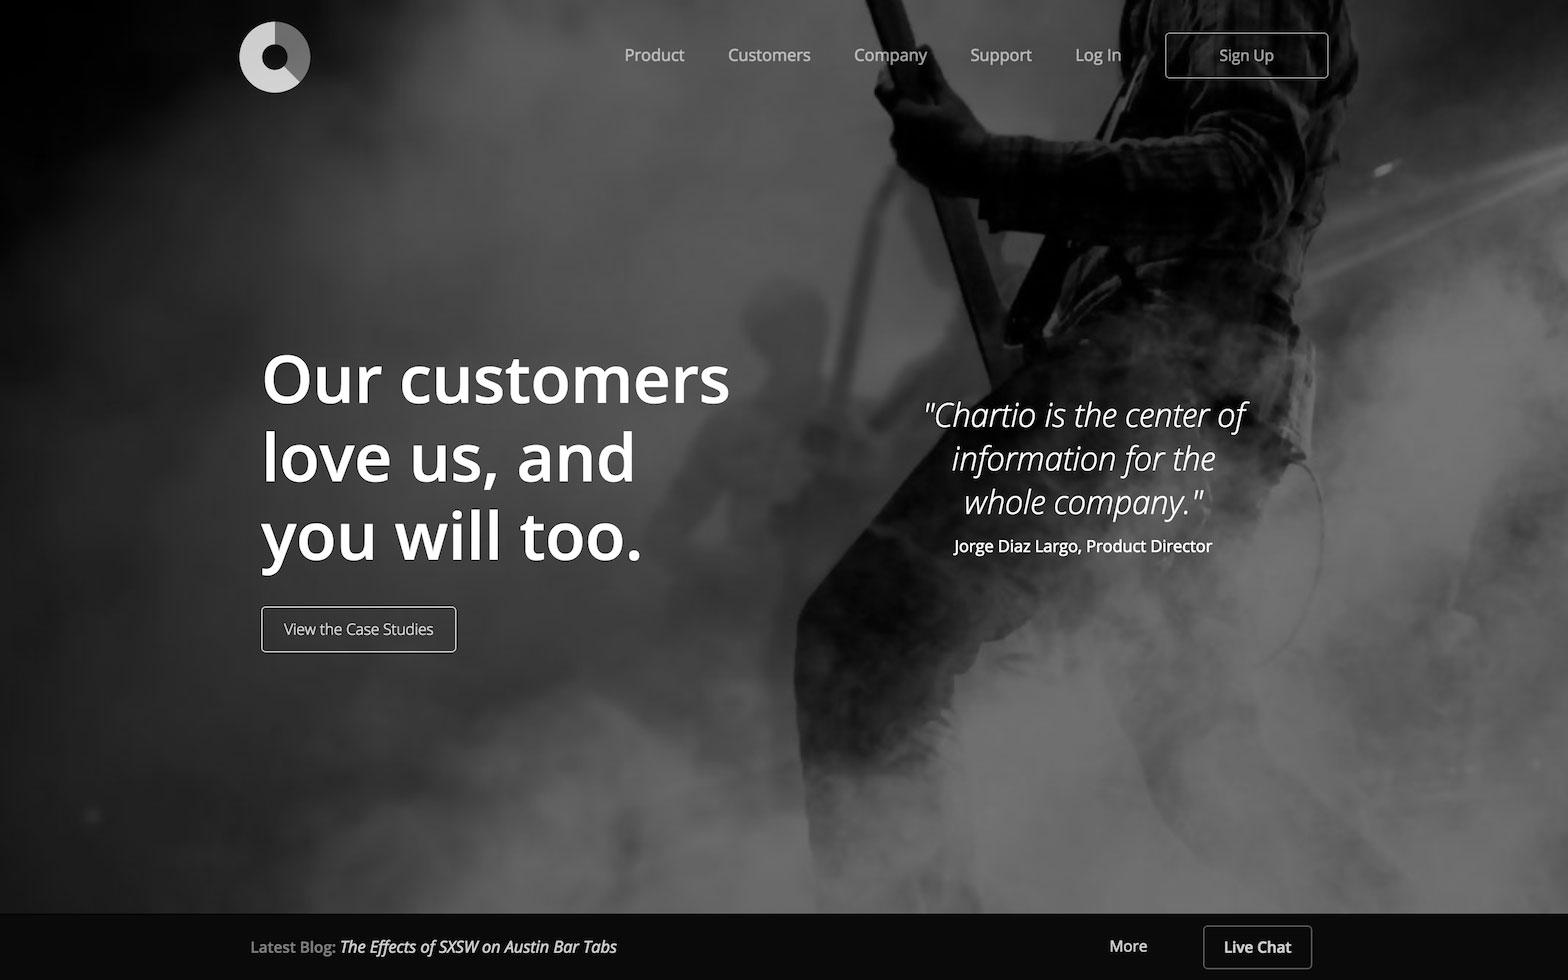 Product
Customers
Company
Support
Log In
Sign Up
Our customers
love us, and
you will too.
View the Case Studies
"Chartio is the center of
information for the
whole company."
Jorge Diaz Largo, Product Director
Latest Blog: The Effects of SXSW on Austin Bar Tabs
More
Live Chat